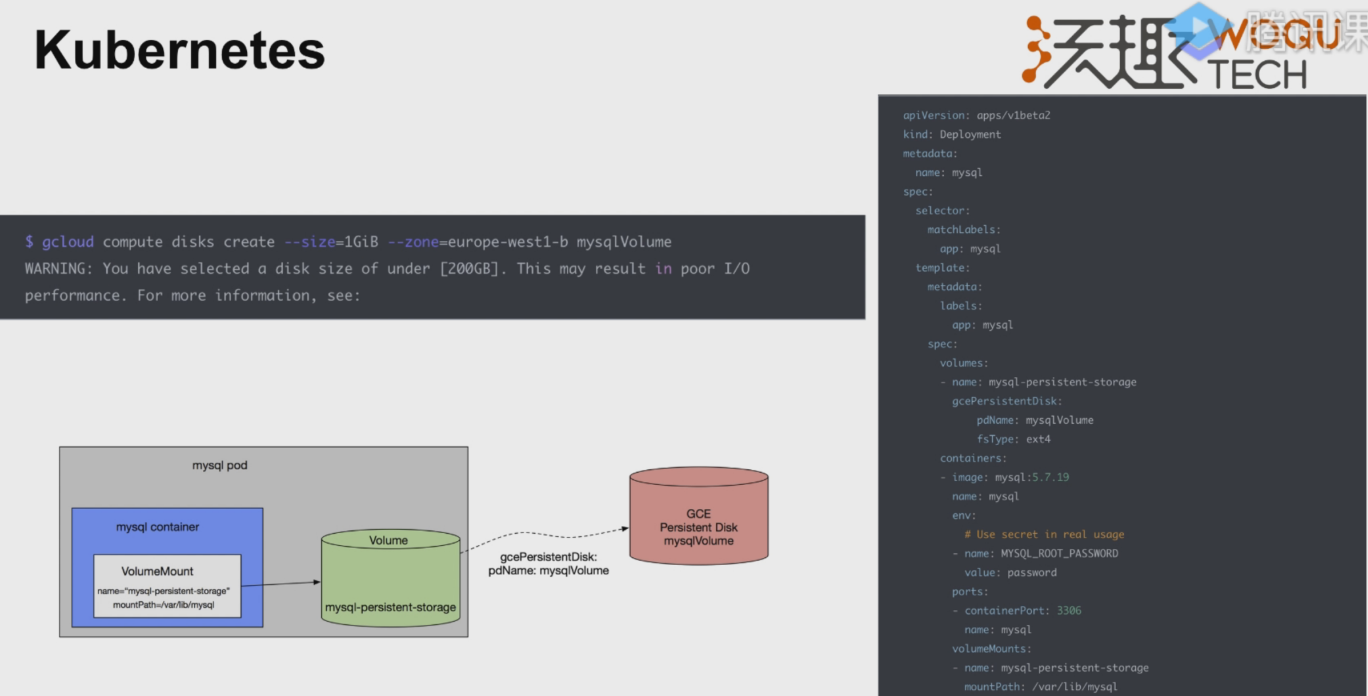 Kubernetes
沃趣
WOQU
TECH
腾讯课
$ gcloud compute disks create --size=1GiB --zone=europe-west1-b mysqlVolume
WARNING: You have selected a disk size of under [200GB]. This may result in poor I/O
performance. For more information, see:
mysql pod
mysql container
VolumeMount
name="mysql-persistent-storage"
mountPath=/var/lib/mysql
Volume
mysql-persistent-storage
gcePersistentDisk:
pdName: mysqlVolume
GCE
Persistent Disk
mysqlVolume
apiVersion: apps/v1beta2
kind: Deployment
metadata:
  name: mysql
spec:
  selector:
    matchLabels:
      app: mysql
  template:
    metadata:
      labels:
        app: mysql
    spec:
      volumes:
      - name: mysql-persistent-storage
        gcePersistentDisk:
            pdName: mysqlVolume
            fsType: ext4
      containers:
      - image: mysql:5.7.19
        name: mysql
        env:
          # Use secret in real usage
        - name: MYSQL_ROOT_PASSWORD
          value: password
        ports:
        - containerPort: 3306
          name: mysql
        volumeMounts:
        - name: mysql-persistent-storage
          mountPath: /var/lib/mysql